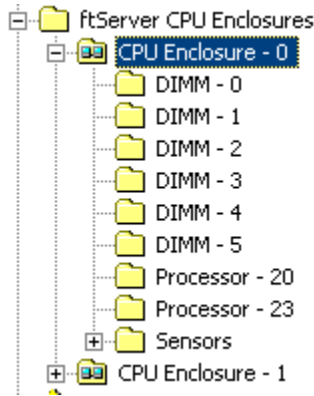 ftServer CPU Enclosures
CPU Enclosure - 0
DIMM - 0
DIMM - 1
DIMM - 2
DIMM - 3
DIMM - 4
DIMM - 5
Processor - 20
Processor - 23
Sensors
CPU Enclosure - 1